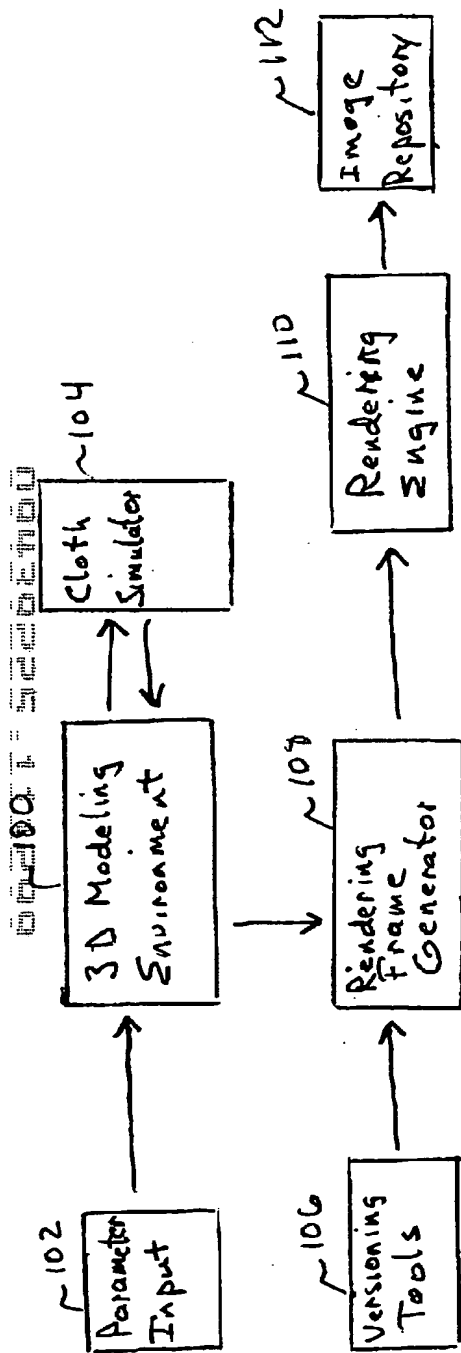 102
Parameter
Input
100
3D Modeling
Environment
104
Cloth
Simulator
106
Versioning
Tools
108
Rendering
Frame
Generator
110
Rendering
Engine
112
Image
Repository